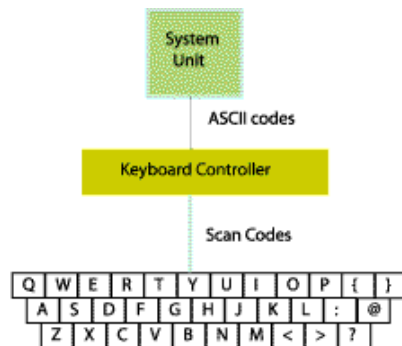 System
Unit
ASCII codes
Keyboard Controller
Scan Codes
Q W E R T Y U I O P { }
A S D F G H J K L : @
Z X C V B N M < > ?